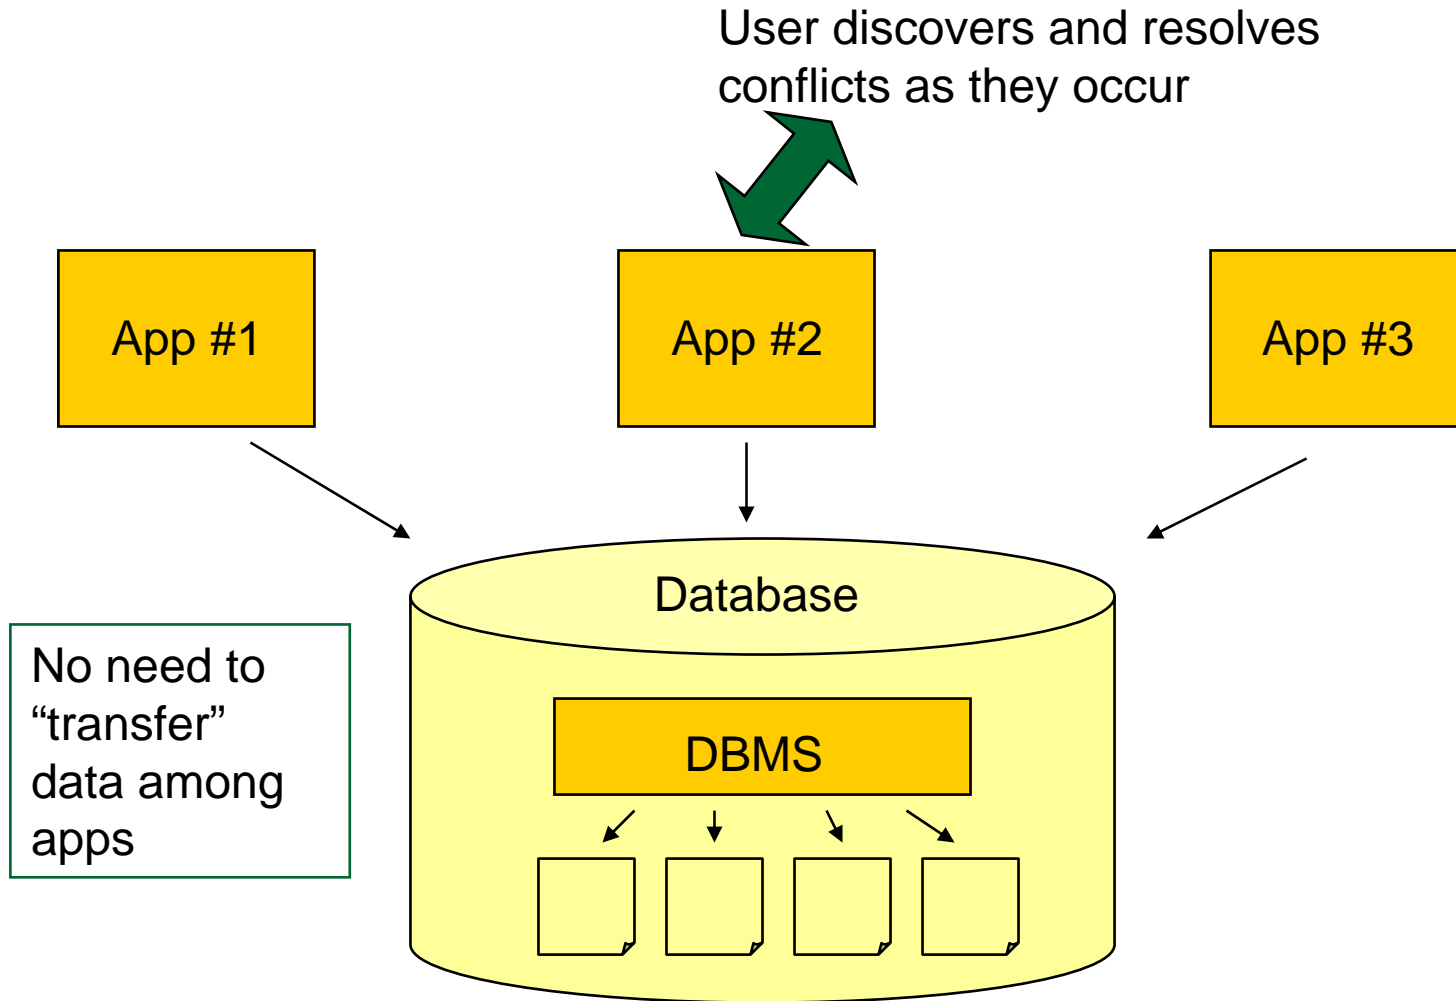 User discovers and resolves
conflicts as they occur
App #1
App #2
App #3
Database
No need to
“transfer”
data among
apps
DBMS